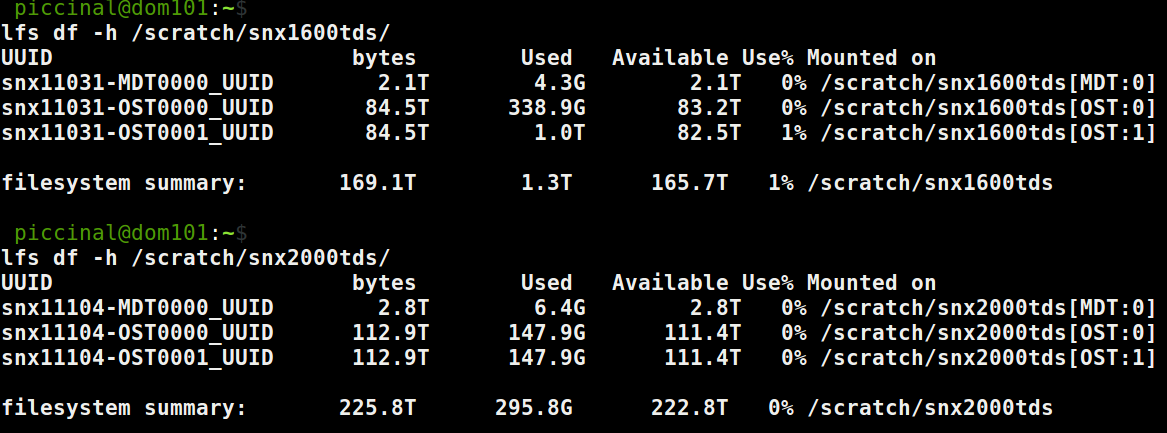 piccinal@dom101:~$
lfs df -h /scratch/snx1600tds/
UUID                       bytes        Used   Available Use% Mounted on
snx11031-MDT0000_UUID       2.1T        4.3G        2.1T   0% /scratch/snx1600tds[MDT:0]
snx11031-OST0000_UUID      84.5T      338.9G       83.2T   0% /scratch/snx1600tds[OST:0]
snx11031-OST0001_UUID      84.5T        1.0T       82.5T   1% /scratch/snx1600tds[OST:1]
filesystem summary:       169.1T        1.3T      165.7T   1% /scratch/snx1600tds
piccinal@dom101:~$
lfs df -h /scratch/snx2000tds/
UUID                       bytes        Used   Available Use% Mounted on
snx11104-MDT0000_UUID       2.8T        6.4G        2.8T   0% /scratch/snx2000tds[MDT:0]
snx11104-OST0000_UUID     112.9T      147.9G      111.4T   0% /scratch/snx2000tds[OST:0]
snx11104-OST0001_UUID     112.9T      147.9G      111.4T   0% /scratch/snx2000tds[OST:1]
filesystem summary:       225.8T      295.8G      222.8T   0% /scratch/snx2000tds